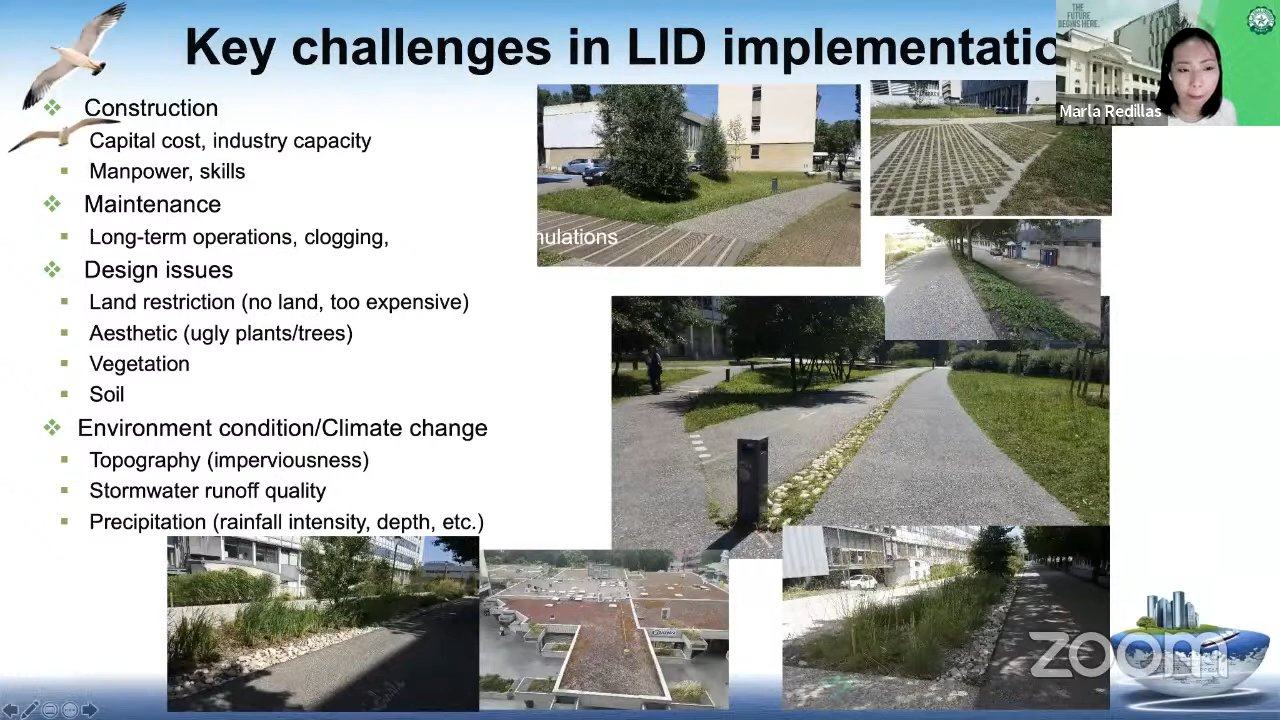 Key challenges in LID implementatio
Construction
Capital cost, industry capacity
Manpower, skills
Maintenance
Long-term operations, clogging,
nulations
Design issues
Land restriction (no land, too expensive)
Aesthetic (ugly plants/trees)
Vegetation
Soil
Environment condition/Climate change
Topography (imperviousness)
Stormwater runoff quality
Precipitation (rainfall intensity, depth, etc.)
THE
FUTURE
BEGINS HERE.
Marla Redillas
zoom